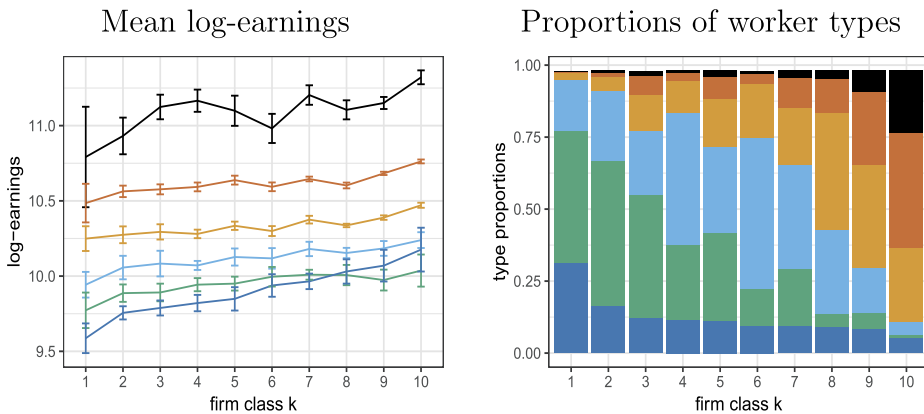 Mean log-earnings
Proportions of worker types
log−earnings
11.0
10.5
10.0
9.5
1 2 3 4 5 6 7 8 9 10
firm class k
type proportions
1.00
0.75
0.50
0.25
0.00
1 2 3 4 5 6 7 8 9 10
firm class k